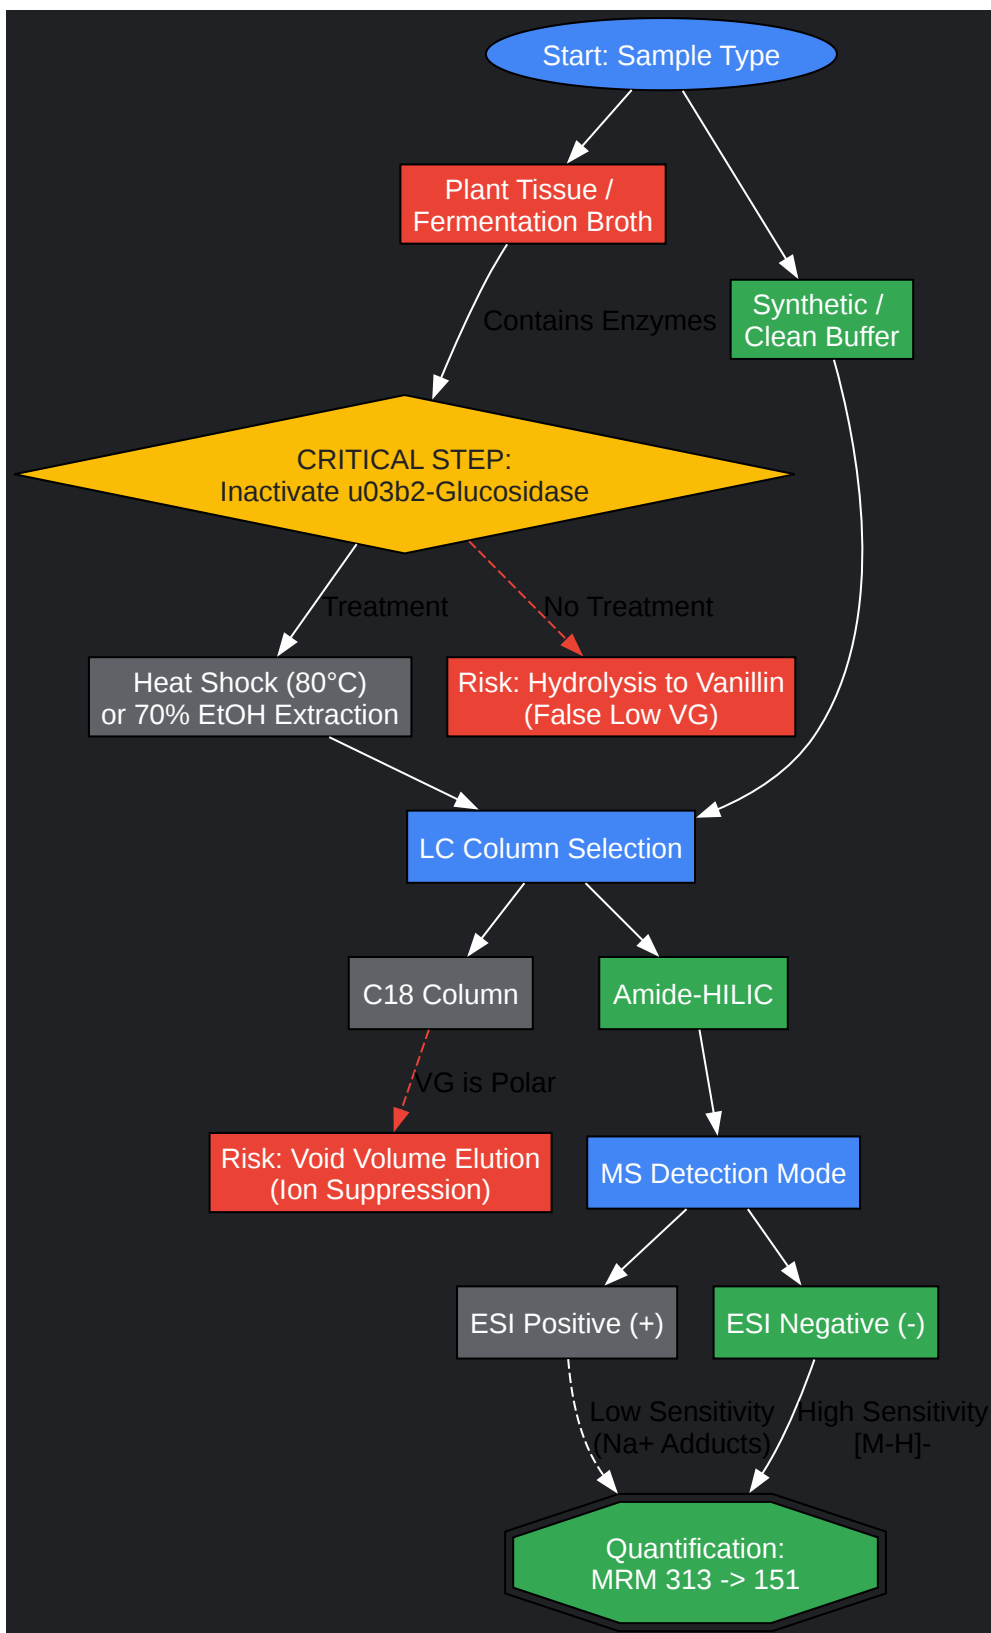 Start: Sample Type
Plant Tissue /
Fermentation Broth
Synthetic /
Clean Buffer
Contains Enzymes
CRITICAL STEP:
Inactivate u03b2-Glucosidase
Treatment
No Treatment
Heat Shock (80°C)
or 70% EtOH Extraction
Risk: Hydrolysis to Vanillin
(False Low VG)
LC Column Selection
C18 Column
Amide-HILIC
VG is Polar
Risk: Void Volume Elution
(Ion Suppression)
MS Detection Mode
ESI Positive (+)
ESI Negative (-)
Low Sensitivity
(Na+ Adducts)
High Sensitivity
[M-H]-
Quantification:
MRM 313 -> 151